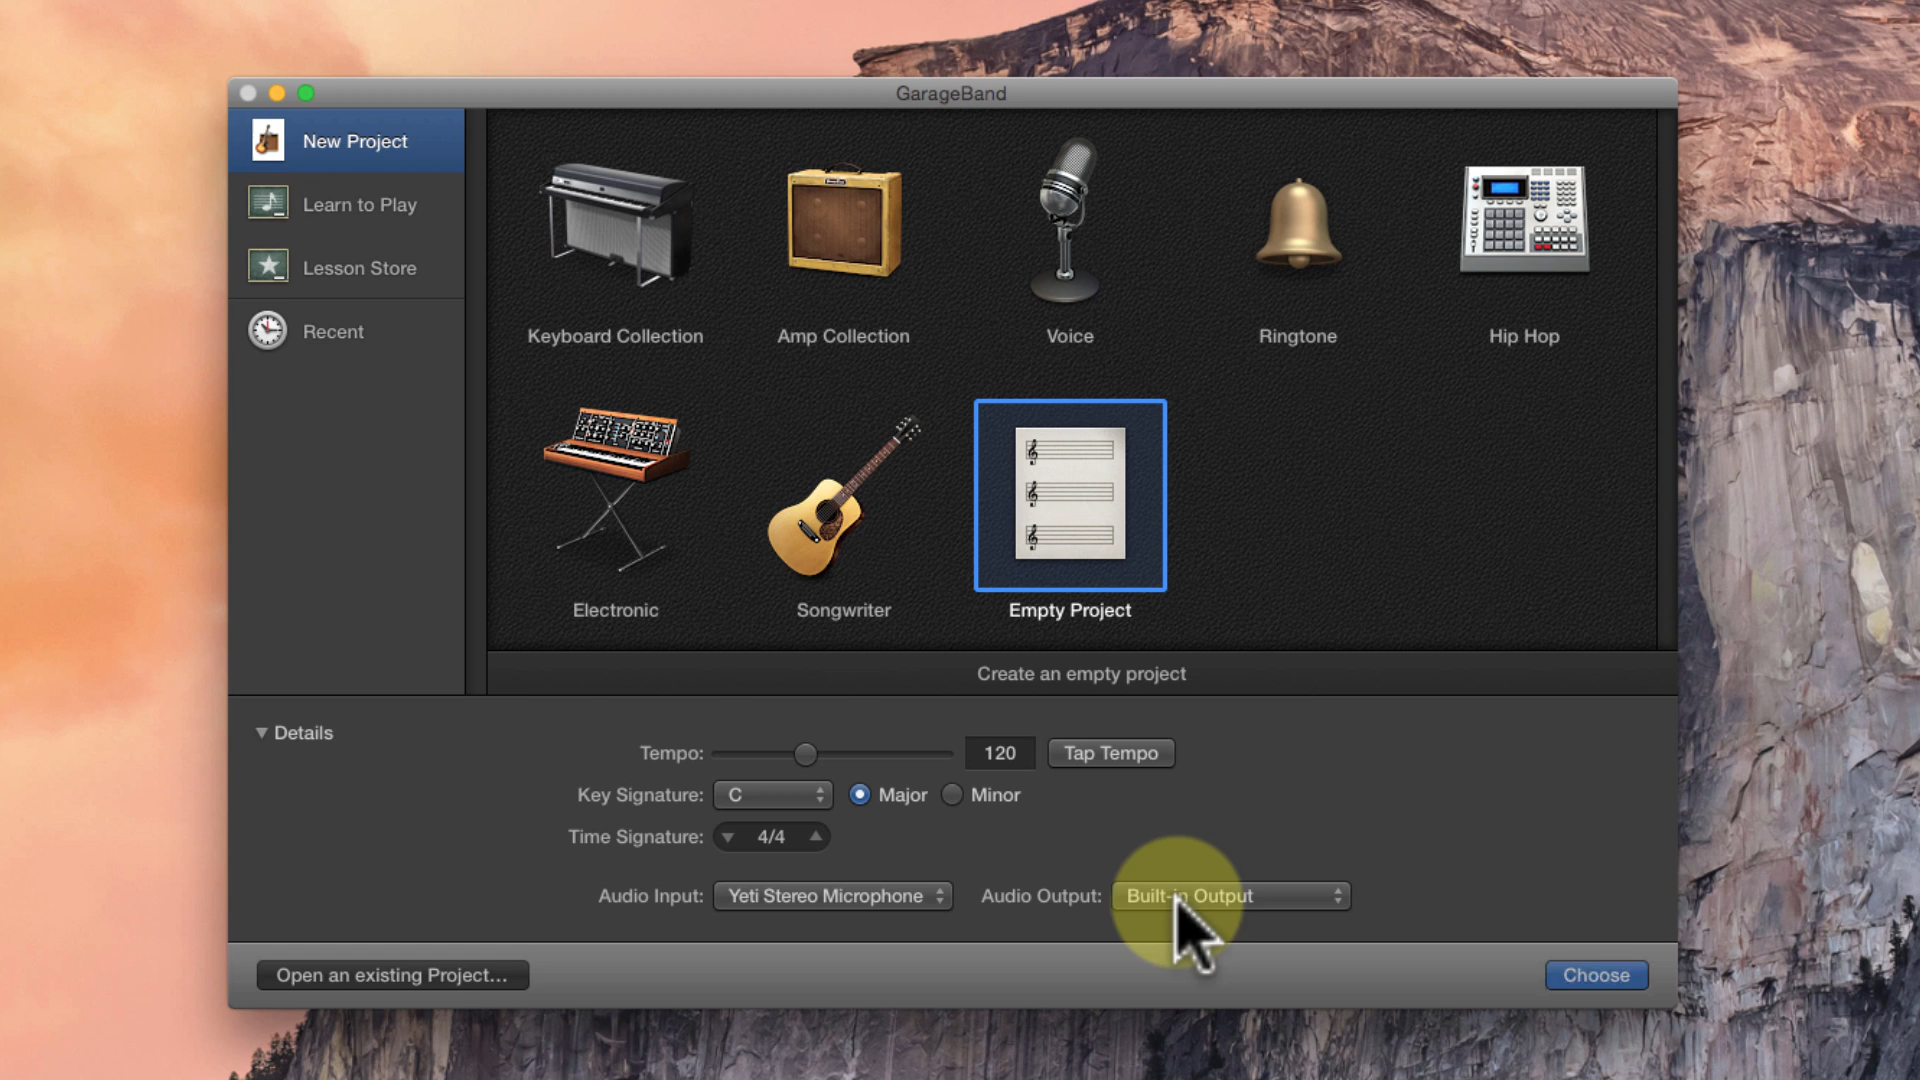 GarageBand
New Project
Learn to Play
Lesson Store
Recent
Keyboard Collection
Amp Collection
Voice
Ringtone
Hip Hop
Electronic
Songwriter
Empty Project
Create an empty project
Details
Tempo: 120 Tap Tempo
Key Signature: C Major Minor
Time Signature: 4/4
Audio Input: Yeti Stereo Microphone Audio Output: Built-in Output
Open an existing Project... Choose